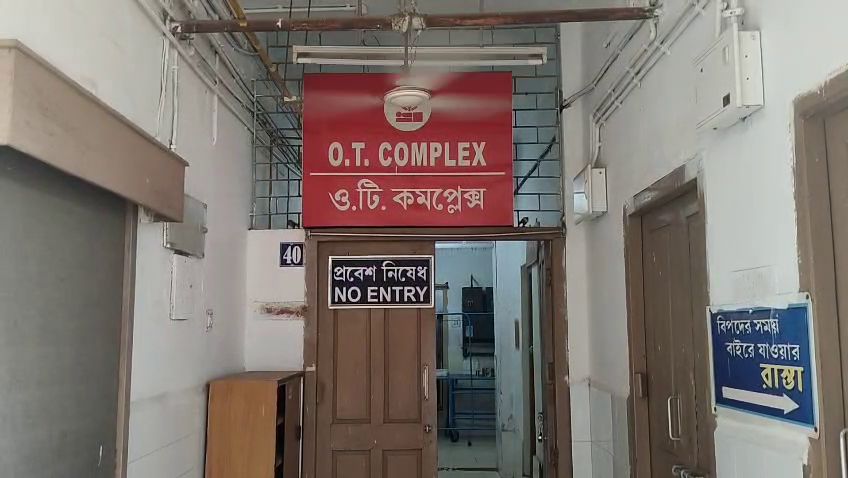 O.T. COMPLEX
ও.টি. কমপ্লেক্স
40
প্রবেশ নিষেধ
NO ENTRY
বিপদের সময়
বাইরে যাওয়ার
রাস্তা